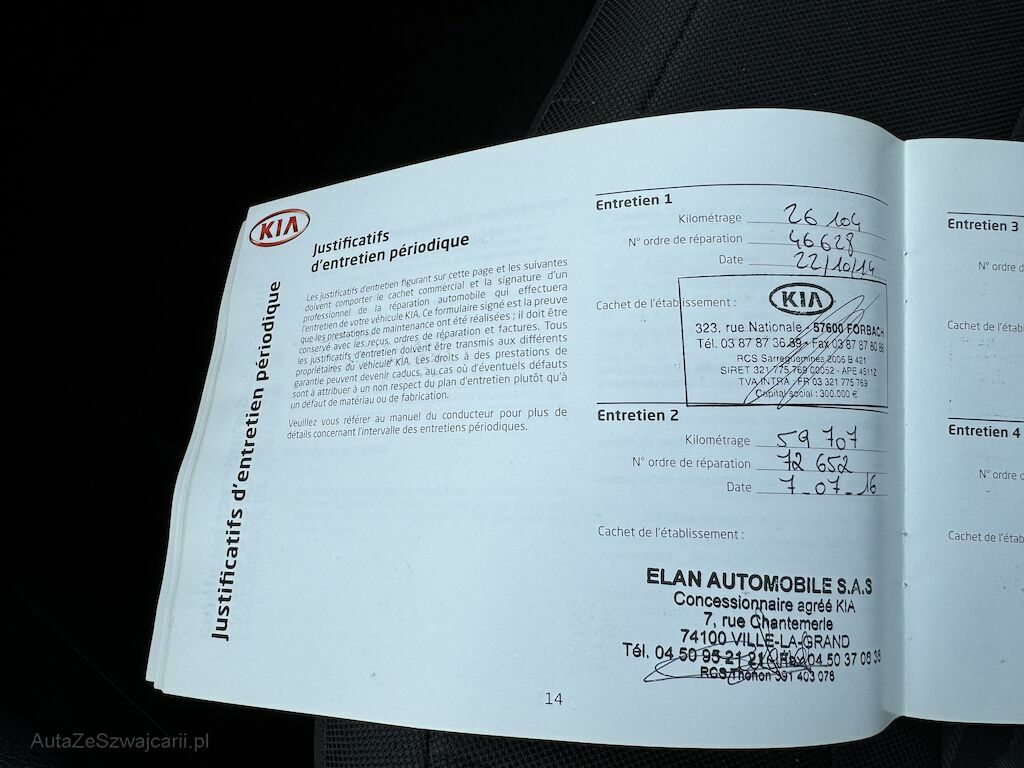 KIA
Justificatifs
d'entretien périodique
Justificatifs d'entretien périodique
Les justificatifs d'entretien figurant sur cette page et les suivantes
doivent comporter le cachet commercial et la signature d'un
professionnel de la réparation automobile qui effectuera
l'entretien de votre véhicule KIA. Ce formulaire signé est la preuve
que les prestations de maintenance ont été réalisées ; il doit être
conservé avec les reçus, ordres de réparation et factures. Tous
les justificatifs d'entretien doivent être transmis aux différents
propriétaires du véhicule KIA. Les droits à des prestations de
garantie peuvent devenir caducs, au cas où d'éventuels défauts
sont à attribuer à un non respect du plan d'entretien plutôt qu'à
un défaut de matériau ou de fabrication.
Veuillez vous référer au manuel du conducteur pour plus de
détails concernant l'intervalle des entretiens périodiques.
Entretien 1
Kilométrage 26 104
N° ordre de réparation 46628
Date 22/10/14
Cachet de l'établissement :
KIA
323, rue Nationale - 57600 FORBACH
Tél. 03 87 87 36 89 - Fax 03 87 87 80 86
RCS Sarreguemines 2006 B 421
SIRET 321 775 769 00052 - APE 4511Z
TVA INTRA : FR 03 321 775 769
Capital social : 300.000 €
Entretien 2
Kilométrage 59 707
N° ordre de réparation 72 652
Date 7_07_16
Cachet de l'établissement :
ELAN AUTOMOBILE S.A.S
Concessionnaire agréé KIA
7, rue Chantemerle
74100 VILLE-LA-GRAND
Tél. 04 50 95 21 21 - Fax 04 50 37 06 38
RCS Thonon 391 403 078
14
Entretien 3
N° ordre d
Cachet de l'étab
Entretien 4
N° ordre d
Cachet de l'étab
AutaZeSzwajcarii.pl